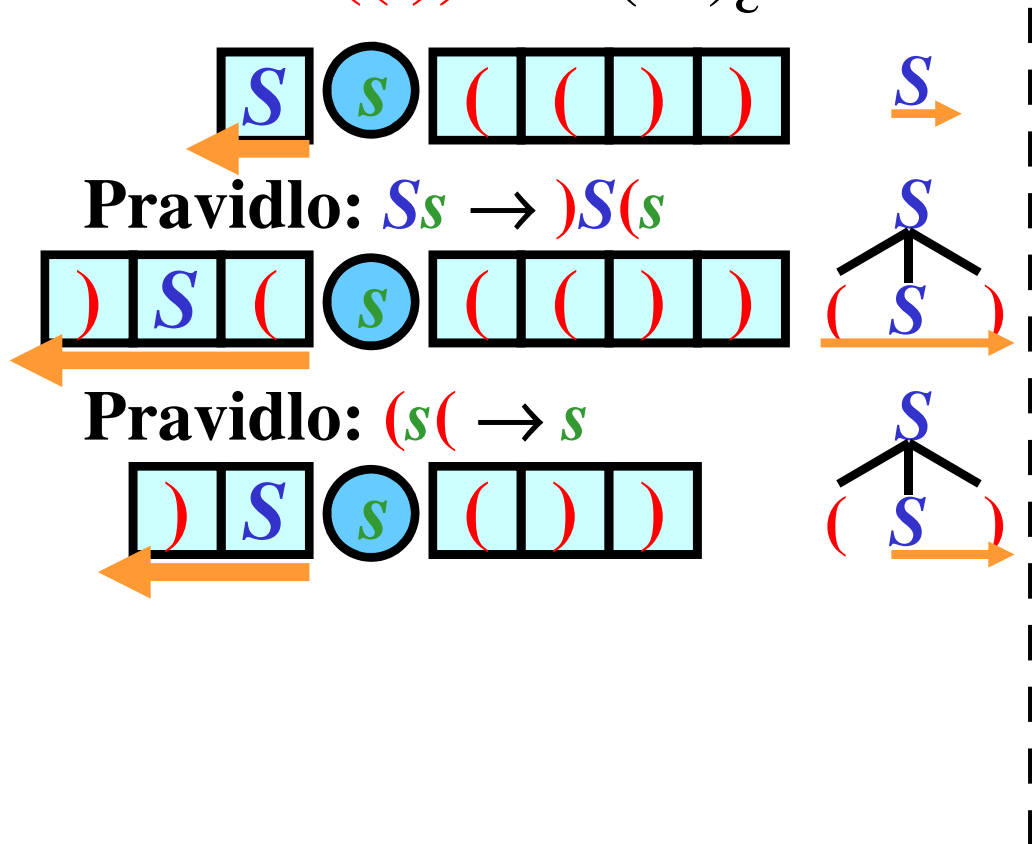 S s ( ( ) ) S
Pravidlo: Ss → )S(s S
) S ( s ( ( ) ) ( S )
Pravidlo: (s( → s S
) S s ( ) ) ( S )